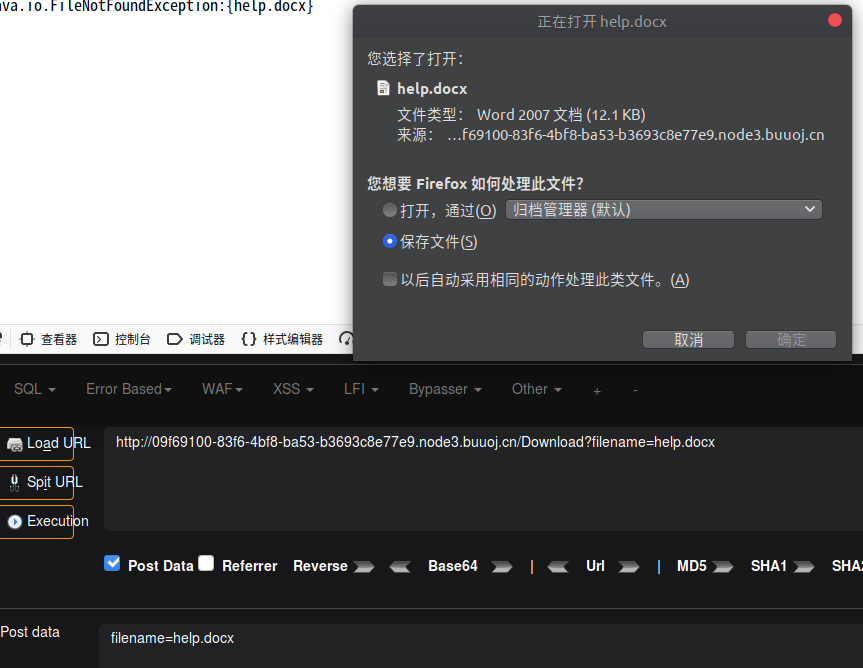 ava.io.FileNotFoundException:{help.docx}
正在打开 help.docx
您选择了打开：
help.docx
文件类型： Word 2007 文档 (12.1 KB)
来源： …f69100-83f6-4bf8-ba53-b3693c8e77e9.node3.buuoj.cn
您想要 Firefox 如何处理此文件?
打开，通过(O) 归档管理器 (默认)
保存文件(S)
以后自动采用相同的动作处理此类文件。(A)
取消 确定
查看器 控制台 调试器 {} 样式编辑器
SQL Error Based WAF XSS LFI Bypasser Other + -
Load URL
http://09f69100-83f6-4bf8-ba53-b3693c8e77e9.node3.buuoj.cn/Download?filename=help.docx
Spit URL
Execution
Post Data Referrer Reverse Base64 | Url | MD5 SHA1 SHA2
Post data
filename=help.docx